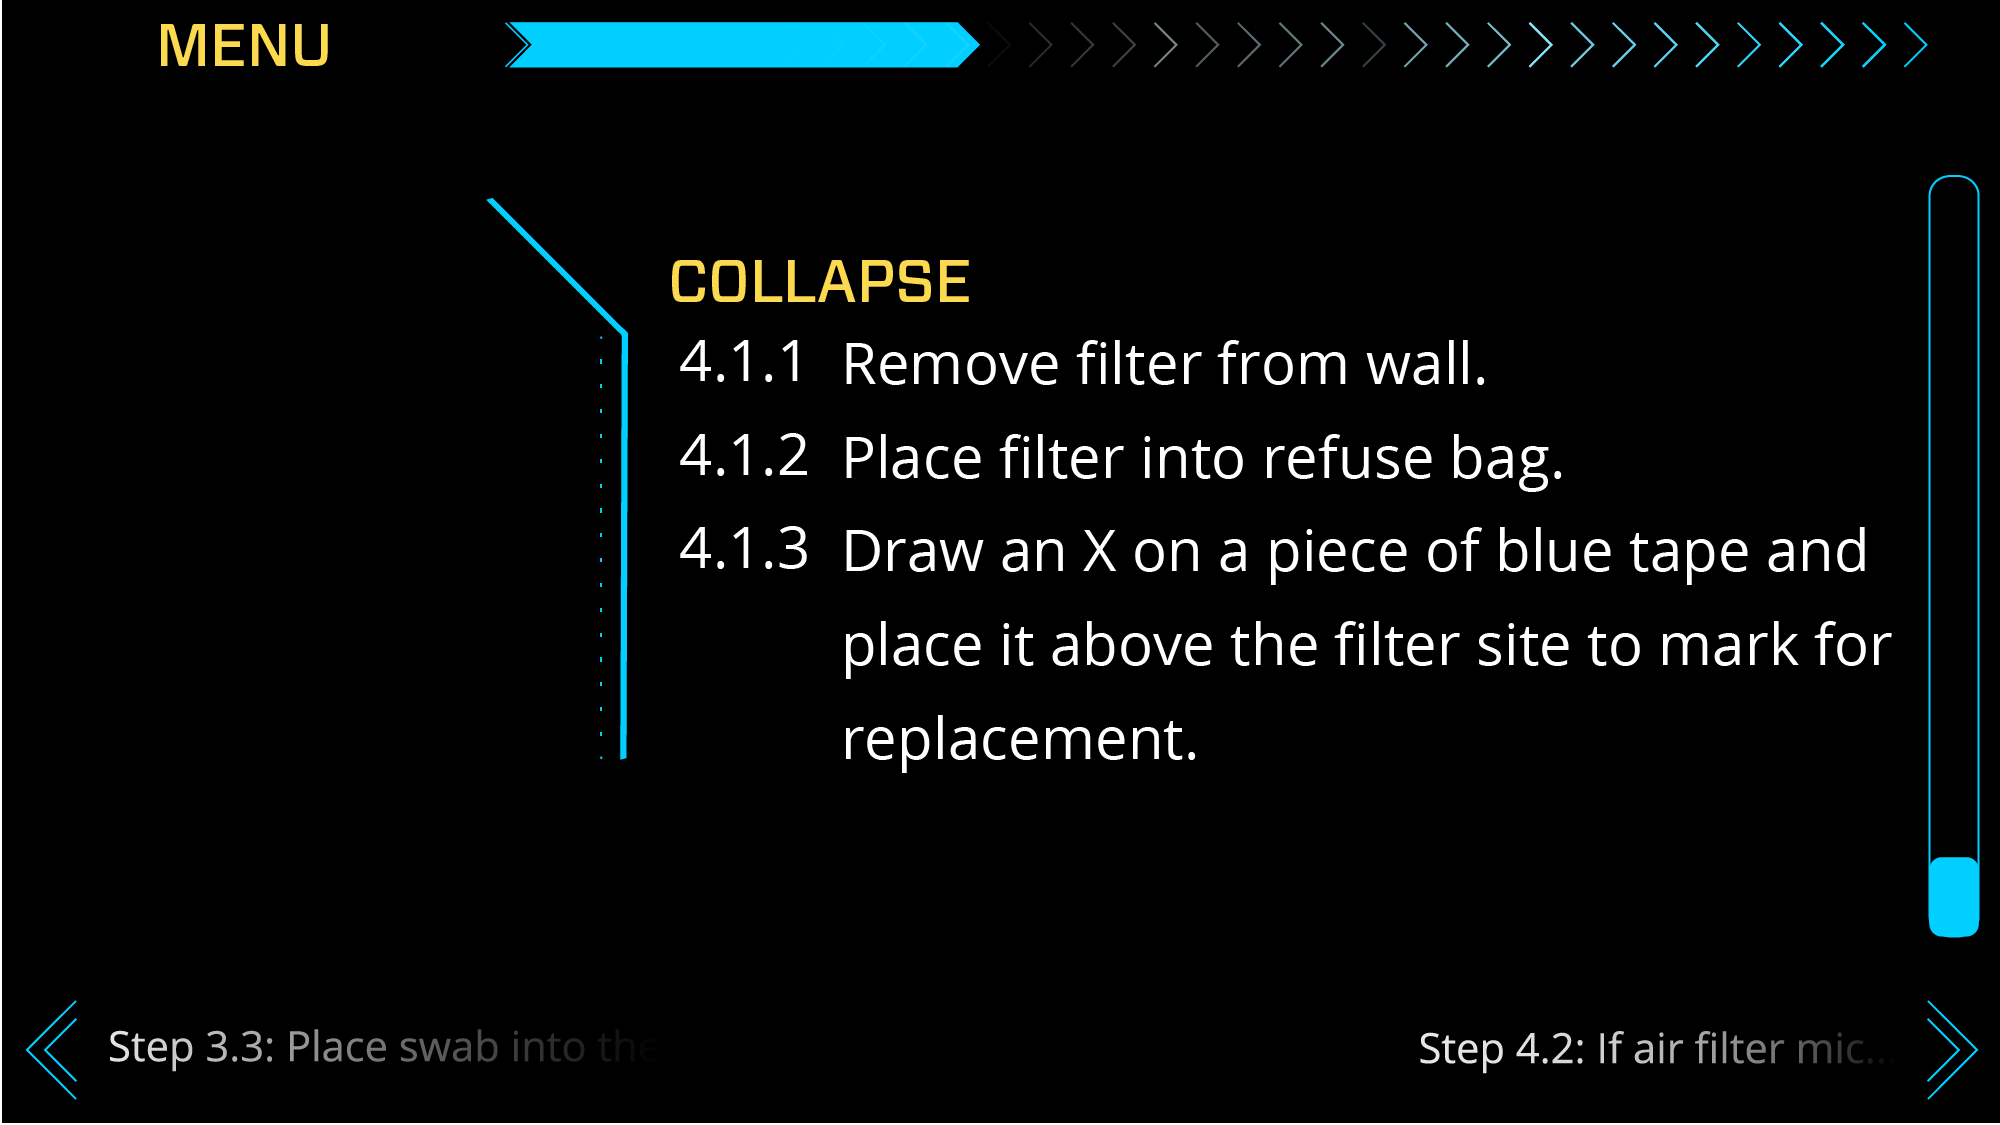 MENU
COLLAPSE
4.1.1 Remove filter from wall.
4.1.2 Place filter into refuse bag.
4.1.3 Draw an X on a piece of blue tape and
place it above the filter site to mark for
replacement.
Step 3.3: Place swab into the
Step 4.2: If air filter mic...